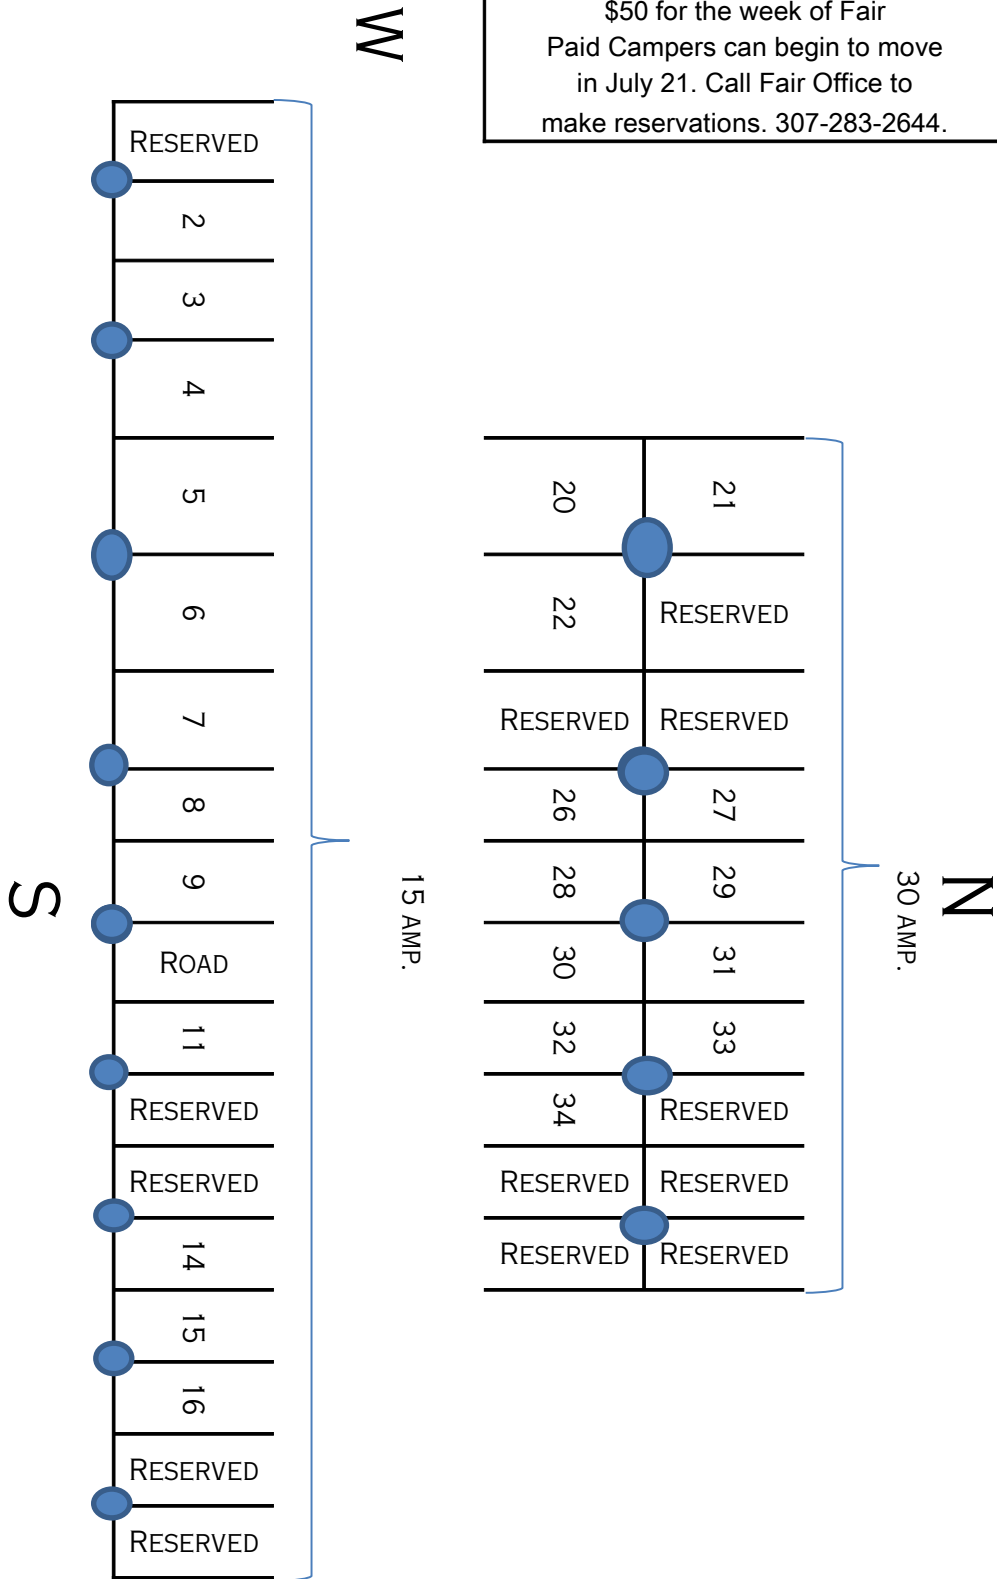 $50 for the week of Fair
Paid Campers can begin to move
in July 21. Call Fair Office to
make reservations. 307-283-2644.
W
RESERVED
2
3
4
5
6
7
8
9
ROAD
11
RESERVED
RESERVED
14
15
16
RESERVED
RESERVED
S
15 AMP.
20 21
22 RESERVED
RESERVED RESERVED
26 27
28 29
30 31
32 33
34 RESERVED
RESERVED RESERVED
RESERVED RESERVED
30 AMP.
N